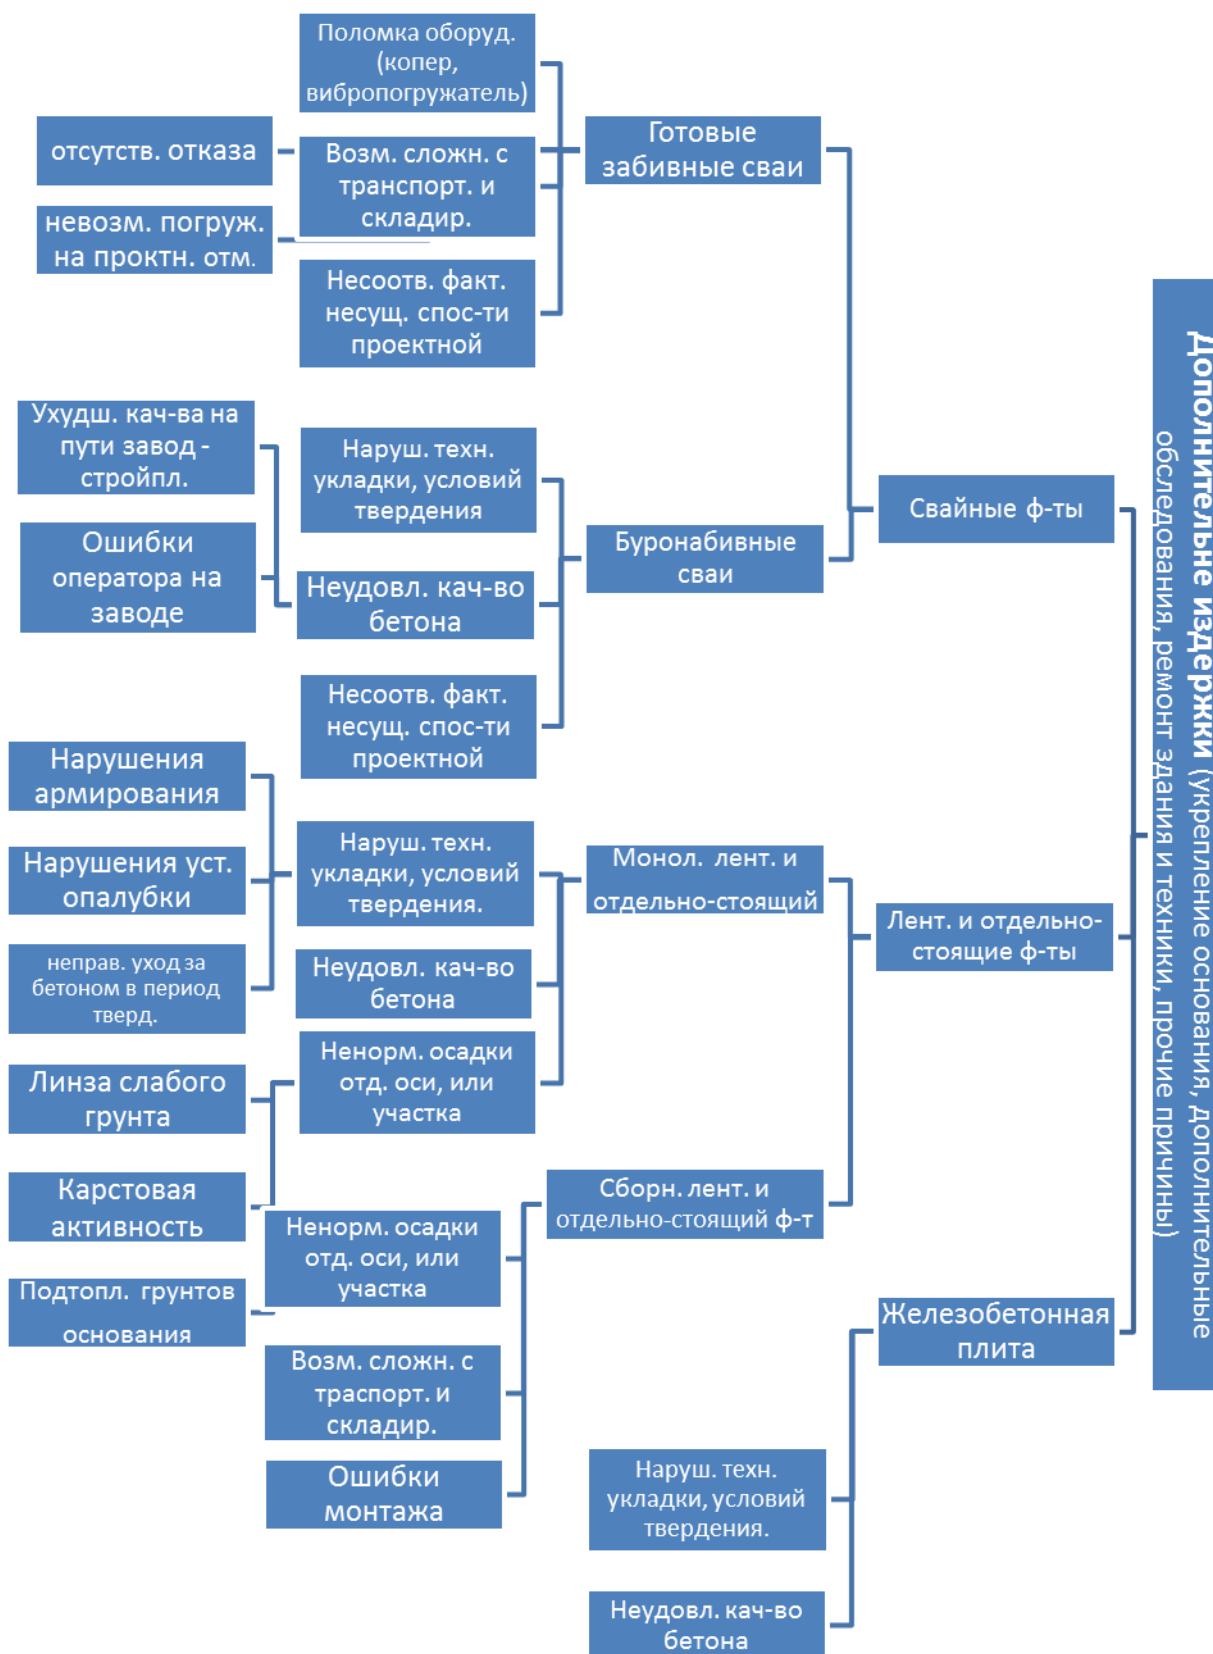 Поломка оборуд.
(копер,
вибропогружатель)
Готовые
забивные сваи
отсутств. отказа
Возм. сложн. с
транспорт. и
складир.
невозм. погруж.
на проктн. отм.
Несоотв. факт.
несущ. спос-ти
проектной
Ухудш. кач-ва на
пути завод -
стройпл.
Наруш. техн.
укладки, условий
твердения
Свайные ф-ты
Ошибки
оператора на
заводе
Буронабивные
сваи
Неудовл. кач-во
бетона
Несоотв. факт.
несущ. спос-ти
проектной
Нарушения
армирования
Наруш. техн.
укладки, условий
твердения.
Монол. лент. и
отдельно-стоящий
Нарушения уст.
опалубки
Лент. и отдельно-
стоящие ф-ты
неправ. уход за
бетоном в период
тверд.
Неудовл. кач-во
бетона
Ненорм. осадки
отд. оси, или
участка
Линза слабого
грунта
Карстовая
активность
Сборн. лент. и
отдельно-стоящий ф-т
Ненорм. осадки
отд. оси, или
участка
Подтопл. грунтов
основания
Железобетонная
плита
Возм. сложн. с
траспорт. и
складир.
Ошибки
монтажа
Наруш. техн.
укладки, условий
твердения.
Неудовл. кач-во
бетона
Дополнительне издержки (укрепление основания, дополнительные
обследования, ремонт здания и техники, прочие причины)